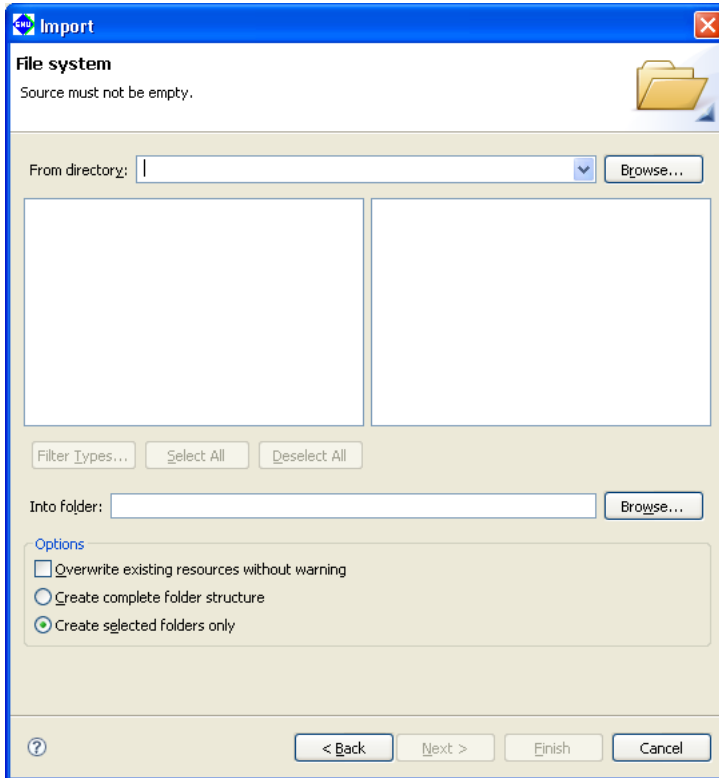 GNU Import
File system
Source must not be empty.
From directory: Browse...
Filter Types... Select All Deselect All
Into folder: Browse...
Options
Overwrite existing resources without warning
Create complete folder structure
Create selected folders only
? < Back Next > Finish Cancel